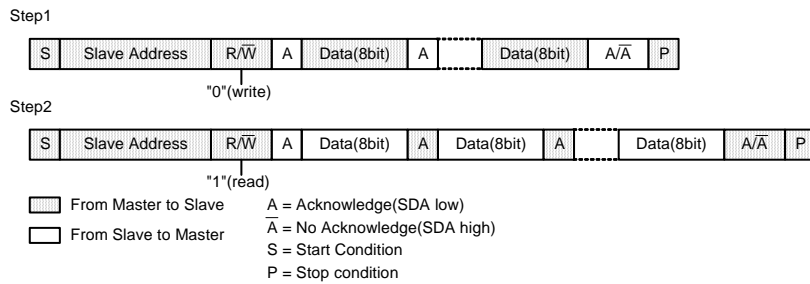 Step1
S Slave Address R/W̅ A Data(8bit) A Data(8bit) A/A̅ P
"0"(write)
Step2
S Slave Address R/W̅ A Data(8bit) A Data(8bit) A Data(8bit) A/A̅ P
"1"(read)
From Master to Slave
From Slave to Master
A = Acknowledge(SDA low)
A̅ = No Acknowledge(SDA high)
S = Start Condition
P = Stop condition